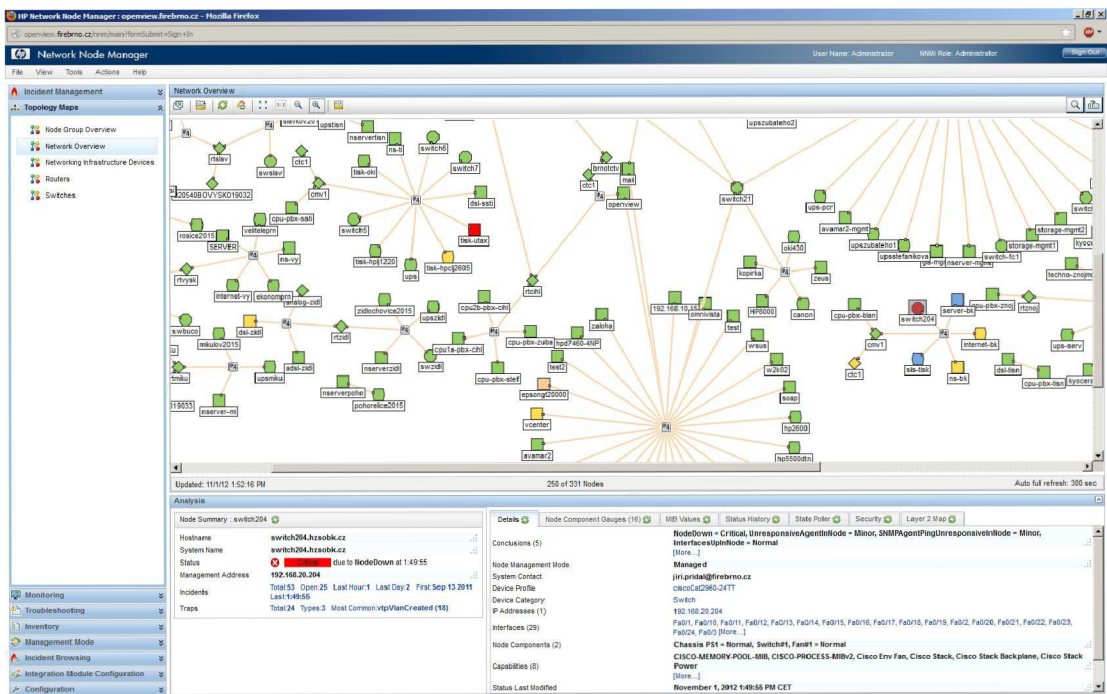 HP Network Node Manager : openview.firebrno.cz - Mozilla Firefox
openview.firebrno.cz/nnm/main?formSubmit=Sign+In
Network Node Manager
User Name: Administrator
NNMi Role: Administrator
Sign Out
File View Tools Actions Help
Incident Management
Topology Maps
Node Group Overview
Network Overview
Networking Infrastructure Devices
Routers
Switches
Monitoring
Troubleshooting
Inventory
Management Mode
Incident Browsing
Integration Module Configuration
Configuration
Network Overview
upstisn
nservertisn
ns-ti
switch6
upszubateho2
rtslav
swslav
ctc1
tisk-oki
switch7
brnotctv
mail
ctc1
20540BOVYSKO19032
cmv1
dsl-ssti
openview
switch21
ups-pcr
avamar2-mgmt
rosice2015
veliteleprn
cpu-pbx-ssti
switch5
tisk-utax
oki430
upszubateho1
storage-mgmt2
SERVER
ns-vy
tisk-hplj1220
ups
tisk-hpclj2605
upsstefanikova
nserver-mgmt
switch-fc1
storage-mgmt1
rtvysk
kopirka
zeus
internet-vy
ekonomprn
analog-zidl
rtcihl
cpu2b-pbx-cihl
192.168.10.15
omnivista
HP8000
canon
cpu-pbx-blan
switch204
server-bk
cpu-pbx-znoj
rtznoj
zidlochovice2015
upszidl
zaloha
test
swbuco
dsl-zidl
rtzidl
cpu1a-pbx-cihl
cpu-pbx-zuba
hpd7460-4NP
wsus
cmv1
internet-bk
ups-serv
mikulov2015
nserverzidl
swzidl
test2
w2k02
ctc1
sis-tisk
ns-bk
dsl-tisn
cpu-pbx-tisn
kyocera
tmiku
upsmiku
adsl-zidl
cpu-pbx-stef
epsongt20000
soap
019033
nserver-mi
nserverpoho
pohorelice2015
vcenter
hp2600
avamar2
hp5500dtn
Updated: 11/1/12 1:52:16 PM
250 of 331 Nodes
Auto full refresh: 300 sec
Analysis
Node Summary : switch204
Hostname switch204.hzsobk.cz
System Name switch204.hzsobk.cz
Status Critical due to NodeDown at 1:49:55
Management Address 192.168.20.204
Incidents Total:53 Open:25 Last Hour:1 Last Day:2 First:Sep 13 2011
Last:1:49:55
Traps Total:24 Types:3 Most Common:vtpVlanCreated (18)
Details Node Component Gauges (16) MIB Values Status History State Poller Security Layer 2 Map
Conclusions (5) NodeDown = Critical, UnresponsiveAgentInNode = Minor, SNMPAgentPingUnresponsiveInNode = Minor,
InterfacesUpInNode = Normal
[More...]
Node Management Mode Managed
System Contact jiri.pridal@firebrno.cz
Device Profile ciscoCat2960-24TT
Device Category Switch
IP Addresses (1) 192.168.20.204
Interfaces (29) Fa0/1, Fa0/10, Fa0/11, Fa0/12, Fa0/13, Fa0/14, Fa0/15, Fa0/16, Fa0/17, Fa0/18, Fa0/19, Fa0/2, Fa0/20, Fa0/21, Fa0/22, Fa0/23,
Fa0/24, Fa0/3 [More...]
Node Components (2) Chassis PS1 = Normal, Switch#1, Fan#1 = Normal
Capabilities (8) CISCO-MEMORY-POOL-MIB, CISCO-PROCESS-MIBv2, Cisco Env Fan, Cisco Stack, Cisco Stack Backplane, Cisco Stack
Power
[More...]
Status Last Modified November 1, 2012 1:49:55 PM CET